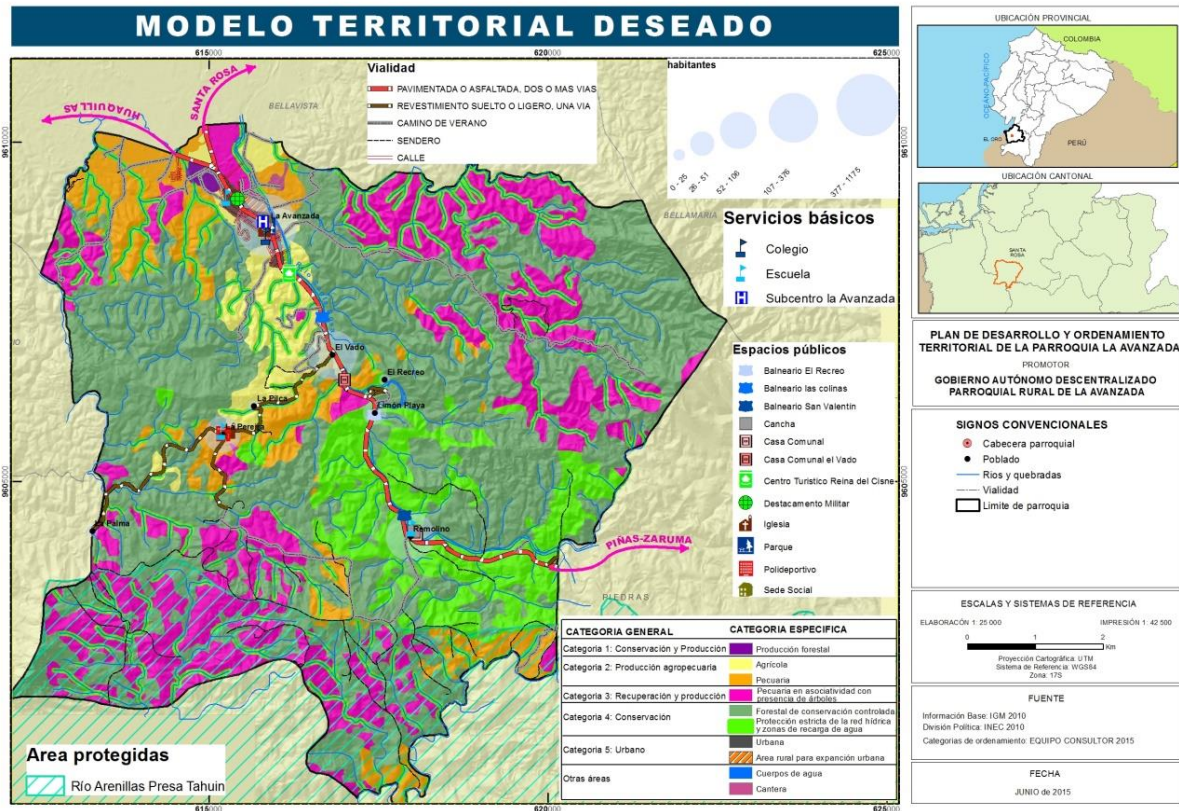 MODELO TERRITORIAL DESEADO
615000
620000
625000
Vialidad
PAVIMENTADA O ASFALTADA, DOS O MAS VIAS
REVESTIMIENTO SUELTO O LIGERO, UNA VIA
CAMINO DE VERANO
SENDERO
CALLE
habitantes
0 - 25
26 - 51
52 - 106
107 - 376
377 - 1175
HUAQUILLAS
SANTA ROSA
BELLAVISTA
BELLAMARIA
9610000
9610000
La Avanzada
El Vado
El Recreo
Limón Playa
La Pilca
La Pereira
La Palma
Remolino
PIÑAS-ZARUMA
PIEDRAS
9605000
9605000
Servicios básicos
Colegio
Escuela
Subcentro la Avanzada
Espacios públicos
Balneario El Recreo
Balneario las colinas
Balneario San Valentín
Cancha
Casa Comunal
Casa Comunal el Vado
Centro Turístico Reina del Cisne
Destacamento Militar
Iglesia
Parque
Polideportivo
Sede Social
CATEGORIA GENERAL
CATEGORIA ESPECIFICA
Categoria 1: Conservación y Producción
Producción forestal
Categoria 2: Producción agropecuaria
Agrícola
Pecuaria
Categoria 3: Recuperación y producción
Pecuaria en asociatividad con
presencia de árboles
Categoria 4: Conservación
Forestal de conservación controlada
Protección estricta de la red hídrica
y zonas de recarga de agua
Categoria 5: Urbano
Urbana
Area rural para expansión urbana
Otras áreas
Cuerpos de agua
Cantera
Area protegidas
Río Arenillas Presa Tahuin
615000
620000
UBICACIÓN PROVINCIAL
COLOMBIA
OCEANO PACÍFICO
EL ORO
PERÚ
UBICACIÓN CANTONAL
SANTA
ROSA
PLAN DE DESARROLLO Y ORDENAMIENTO
TERRITORIAL DE LA PARROQUIA LA AVANZADA
PROMOTOR
GOBIERNO AUTÓNOMO DESCENTRALIZADO
PARROQUIAL RURAL DE LA AVANZADA
SIGNOS CONVENCIONALES
Cabecera parroquial
Poblado
Rios y quebradas
Vialidad
Limite de parroquia
ESCALAS Y SISTEMAS DE REFERENCIA
ELABORACIÓN 1: 25 000
IMPRESIÓN 1: 42 500
0 1 2
Km
Proyección Cartográfica: UTM
Sistema de Referencia: WGS84
Zona: 17S
FUENTE
Información Base: IGM 2010
División Política: INEC 2010
Categorias de ordenamiento: EQUIPO CONSULTOR 2015
FECHA
JUNIO de 2015